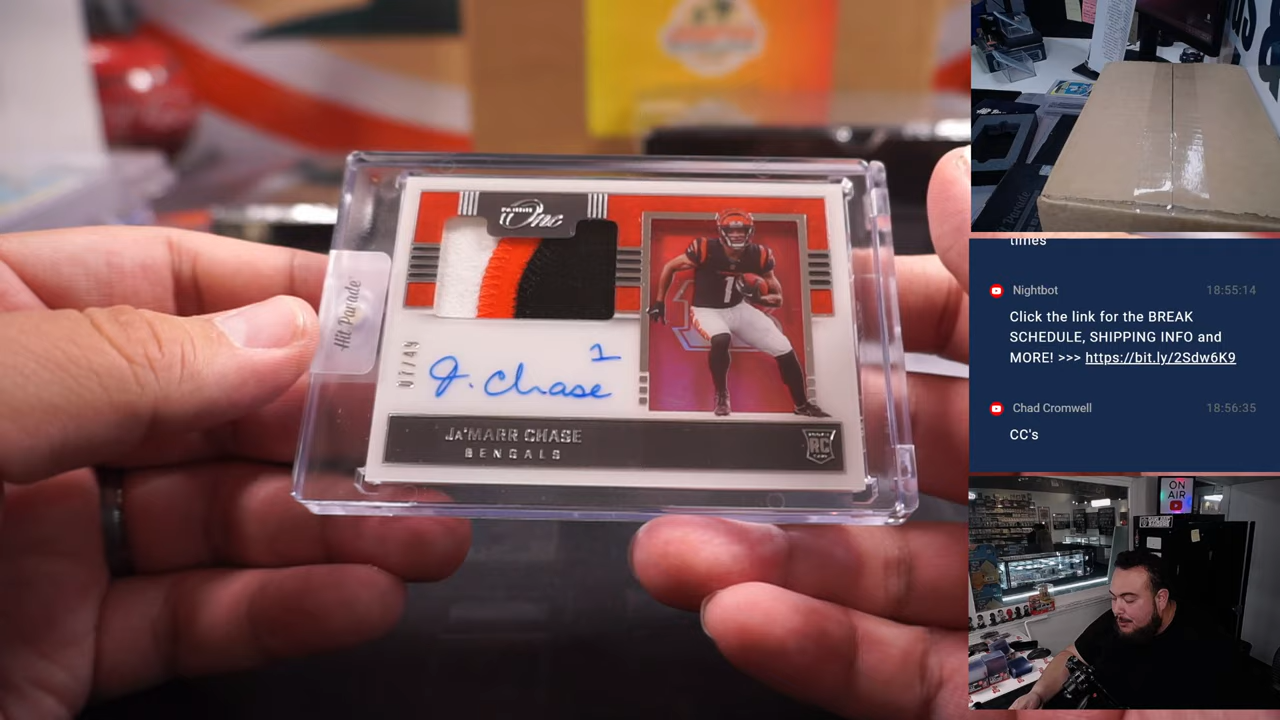 One
1
07/49
J. Chase 1
JA'MARR CHASE
BENGALS
RC
Hit Parade
times
Nightbot 18:55:14
Click the link for the BREAK
SCHEDULE, SHIPPING INFO and
MORE! >>> https://bit.ly/2Sdw6K9
Chad Cromwell 18:56:35
CC's
ON
AIR